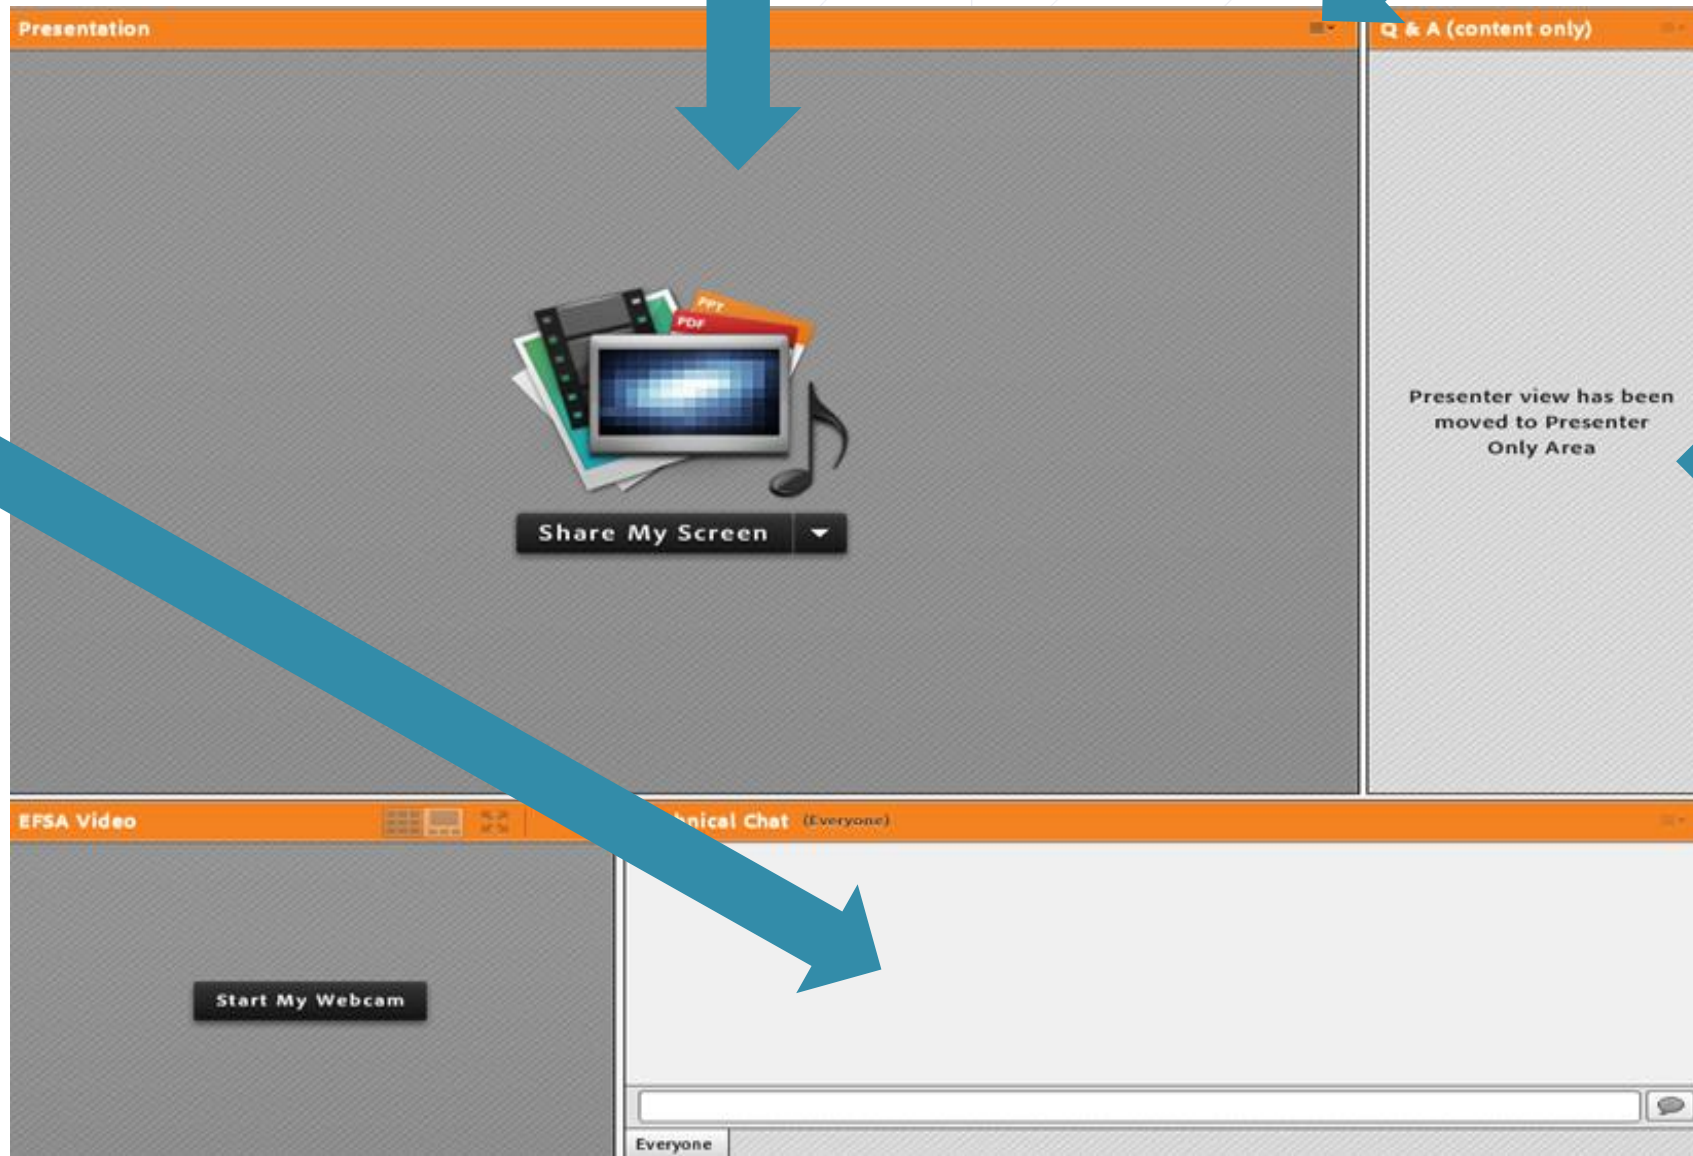 Presentation
Q & A (content only)
PPT
PDF
Share My Screen
Presenter view has been
moved to Presenter
Only Area
EFSA Video
hnical Chat (Everyone)
Start My Webcam
Everyone